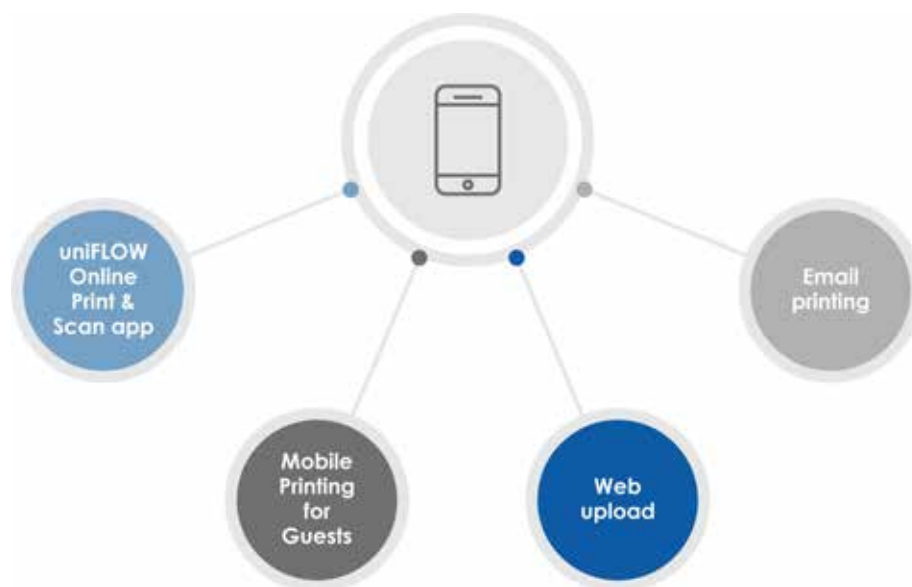 uniFLOW
Online
Print &
Scan app
Mobile
Printing
for
Guests
Web
upload
Email
printing